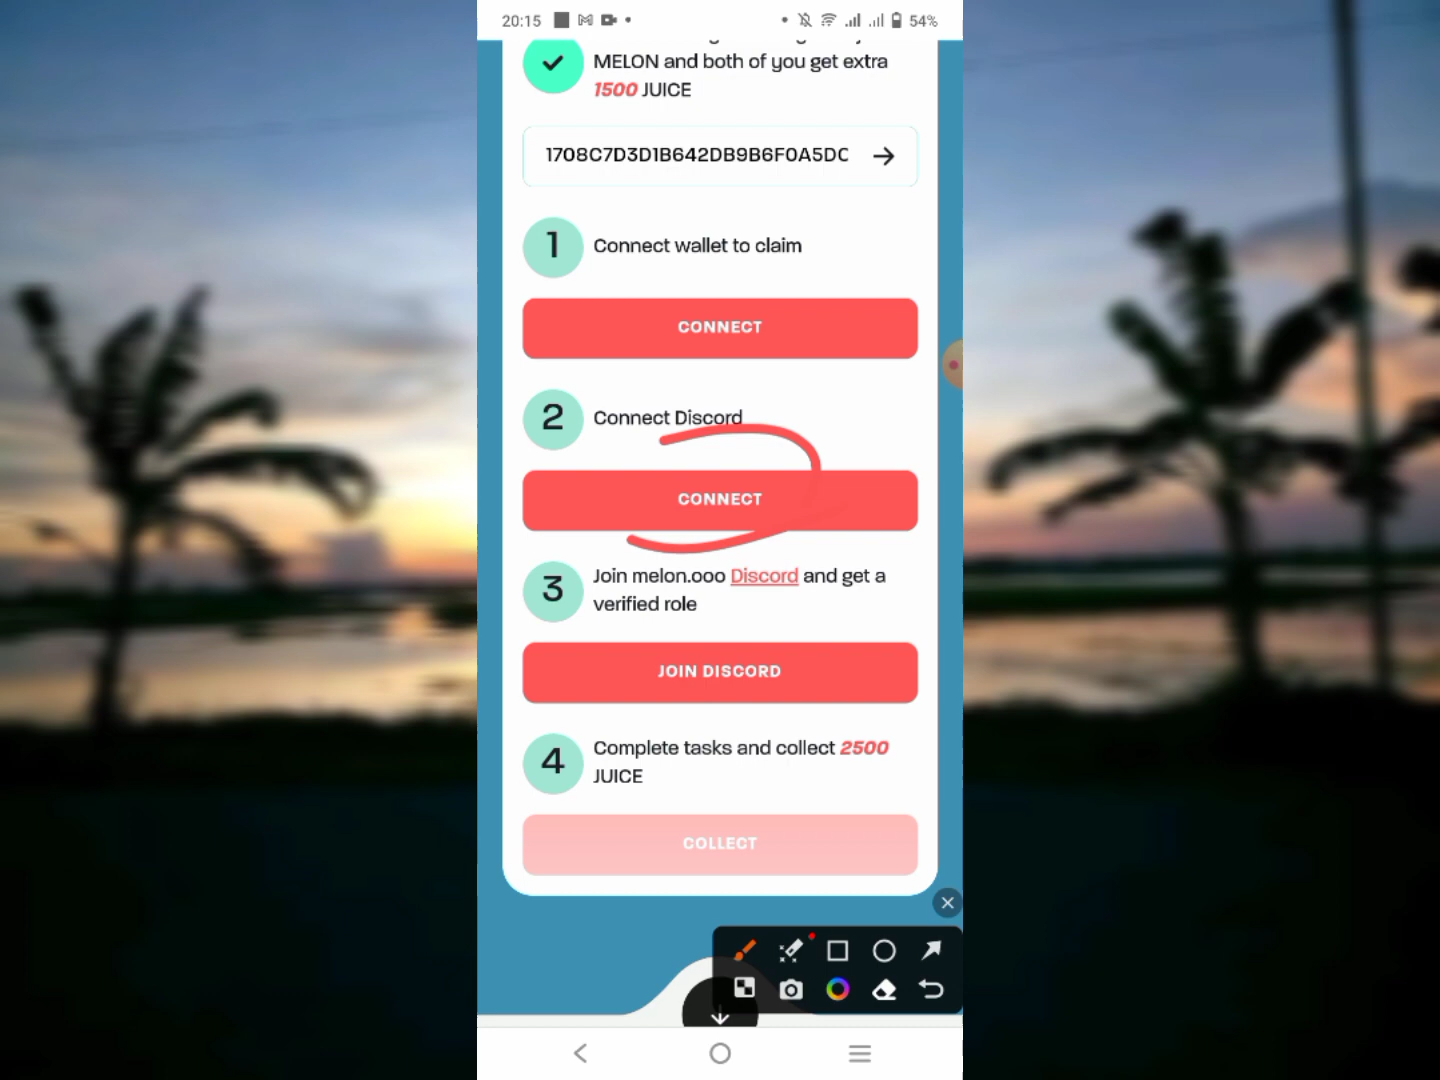 20:15
54%
MELON and both of you get extra
1500 JUICE
1708C7D3D1B642DB9B6F0A5DC
1
Connect wallet to claim
CONNECT
2
Connect Discord
CONNECT
3
Join melon.ooo Discord and get a
verified role
JOIN DISCORD
4
Complete tasks and collect 2500
JUICE
COLLECT